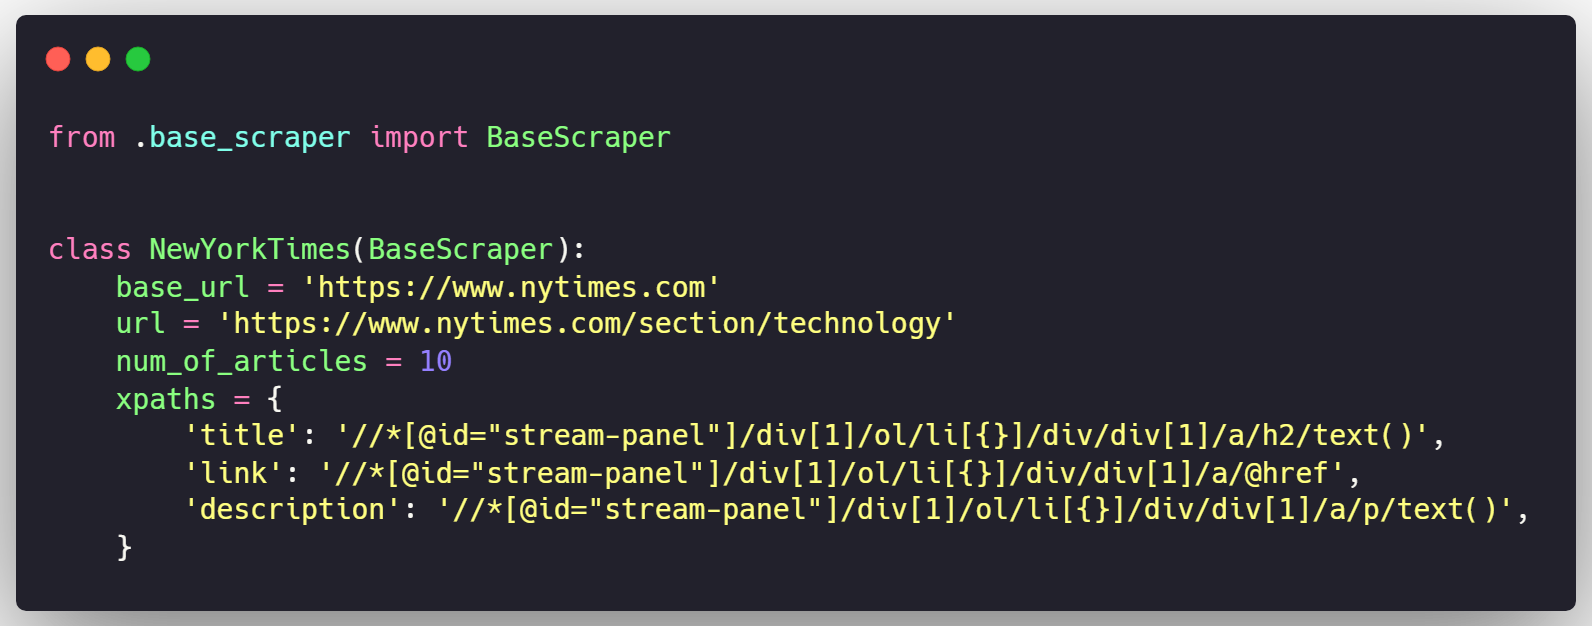 from .base_scraper import BaseScraper
class NewYorkTimes(BaseScraper):
    base_url = 'https://www.nytimes.com'
    url = 'https://www.nytimes.com/section/technology'
    num_of_articles = 10
    xpaths = {
        'title': '//*[@id="stream-panel"]/div[1]/ol/li[{}]/div/div[1]/a/h2/text()',
        'link': '//*[@id="stream-panel"]/div[1]/ol/li[{}]/div/div[1]/a/@href',
        'description': '//*[@id="stream-panel"]/div[1]/ol/li[{}]/div/div[1]/a/p/text()',
    }